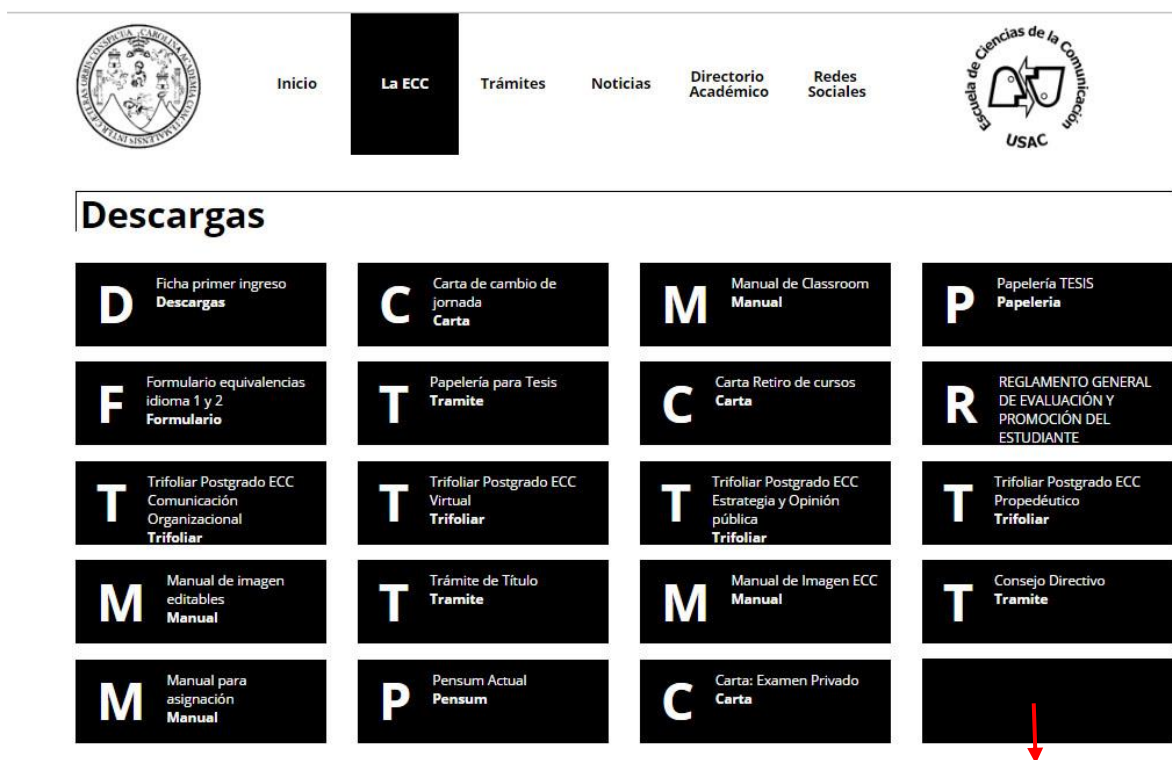 Inicio
La ECC
Trámites
Noticias
Directorio
Académico
Redes
Sociales
Escuela de Ciencias de la Comunicación
USAC
Descargas
D
Ficha primer ingreso
Descargas
C
Carta de cambio de
jornada
Carta
M
Manual de Classroom
Manual
P
Papelería TESIS
Papeleria
F
Formulario equivalencias
idioma 1 y 2
Formulario
T
Papelería para Tesis
Tramite
C
Carta Retiro de cursos
Carta
R
REGLAMENTO GENERAL
DE EVALUACIÓN Y
PROMOCIÓN DEL
ESTUDIANTE
T
Trifoliar Postgrado ECC
Comunicación
Organizacional
Trifoliar
T
Trifoliar Postgrado ECC
Virtual
Trifoliar
T
Trifoliar Postgrado ECC
Estrategia y Opinión
pública
Trifoliar
T
Trifoliar Postgrado ECC
Propedéutico
Trifoliar
M
Manual de imagen
editables
Manual
T
Trámite de Título
Tramite
M
Manual de Imagen ECC
Manual
T
Consejo Directivo
Tramite
M
Manual para
asignación
Manual
P
Pensum Actual
Pensum
C
Carta: Examen Privado
Carta